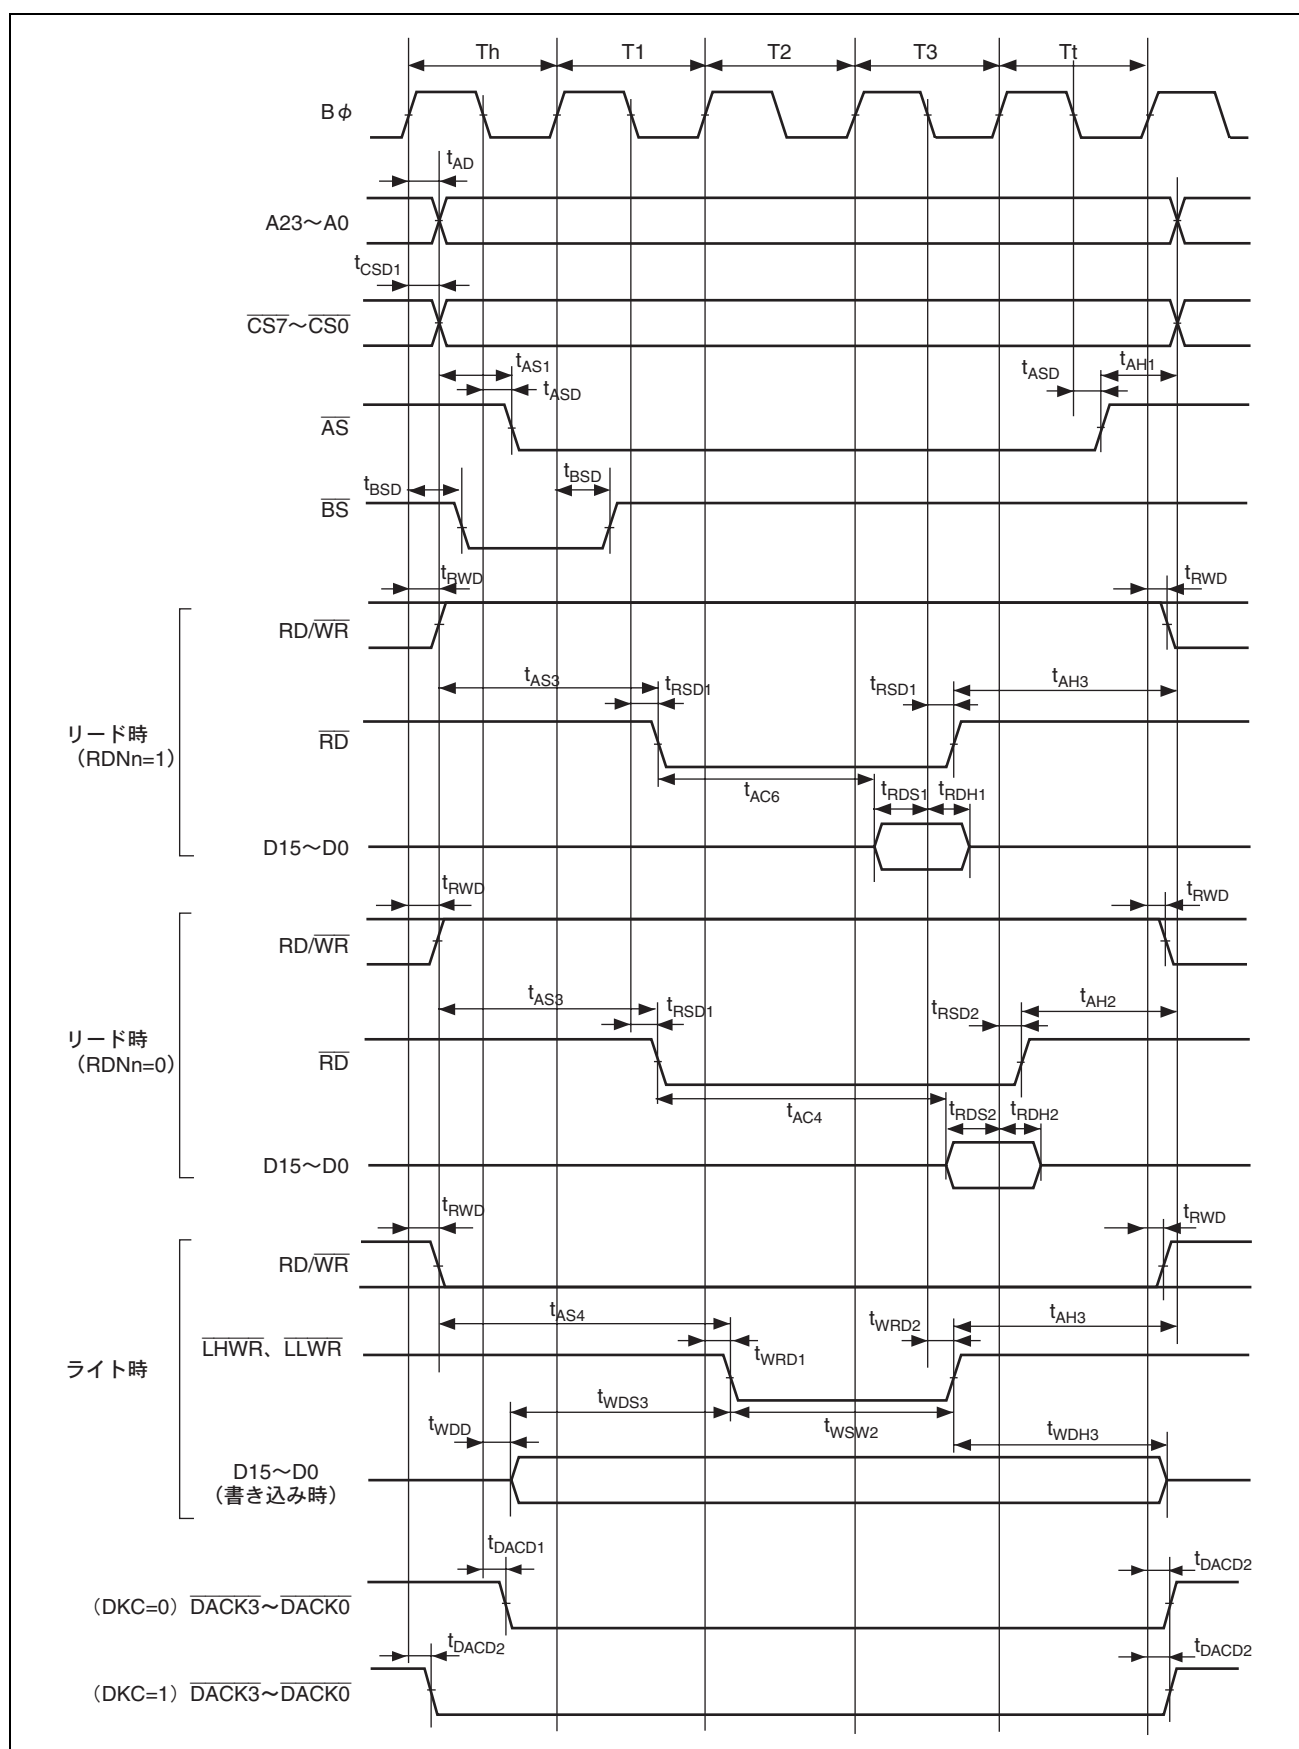 Th T1 T2 T3 Tt
Bφ
tAD
A23～A0
tCSD1
CS7～CS0
tAS1
tASD
tASD
tAH1
AS
tBSD
tBSD
BS
tRWD
tRWD
RD/WR
tAS3
tRSD1
tRSD1
tAH3
リード時
（RDNn=1）
RD
tAC6
tRDS1
tRDH1
D15～D0
tRWD
tRWD
RD/WR
tAS3
tRSD1
tRSD2
tAH2
リード時
（RDNn=0）
RD
tAC4
tRDS2
tRDH2
D15～D0
tRWD
tRWD
RD/WR
tAS4
tWRD2
tAH3
LHWR、LLWR
tWRD1
ライト時
tWDS3
tWDD
tWSW2
tWDH3
D15～D0
（書き込み時）
tDACD1
tDACD2
（DKC=0）DACK3～DACK0
tDACD2
tDACD2
（DKC=1）DACK3～DACK0